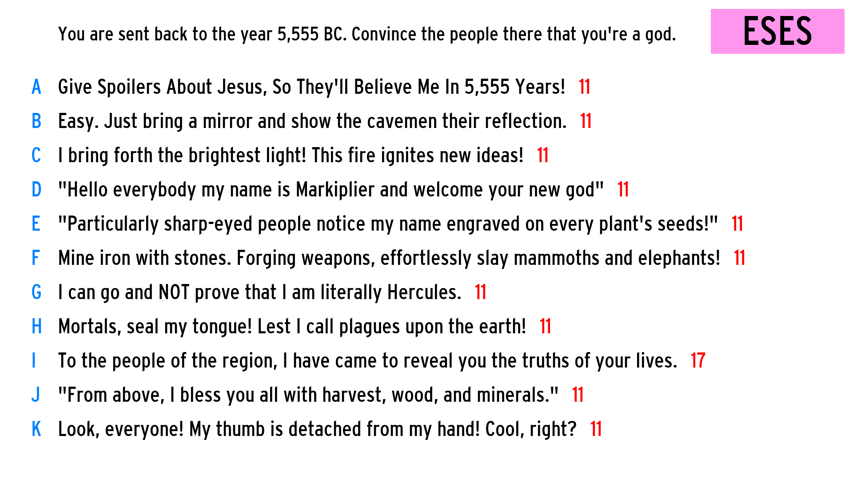 You are sent back to the year 5,555 BC. Convince the people there that you're a god.
ESES
A Give Spoilers About Jesus, So They'll Believe Me In 5,555 Years! 11
B Easy. Just bring a mirror and show the cavemen their reflection. 11
C I bring forth the brightest light! This fire ignites new ideas! 11
D "Hello everybody my name is Markiplier and welcome your new god" 11
E "Particularly sharp-eyed people notice my name engraved on every plant's seeds!" 11
F Mine iron with stones. Forging weapons, effortlessly slay mammoths and elephants! 11
G I can go and NOT prove that I am literally Hercules. 11
H Mortals, seal my tongue! Lest I call plagues upon the earth! 11
I To the people of the region, I have came to reveal you the truths of your lives. 17
J "From above, I bless you all with harvest, wood, and minerals." 11
K Look, everyone! My thumb is detached from my hand! Cool, right? 11